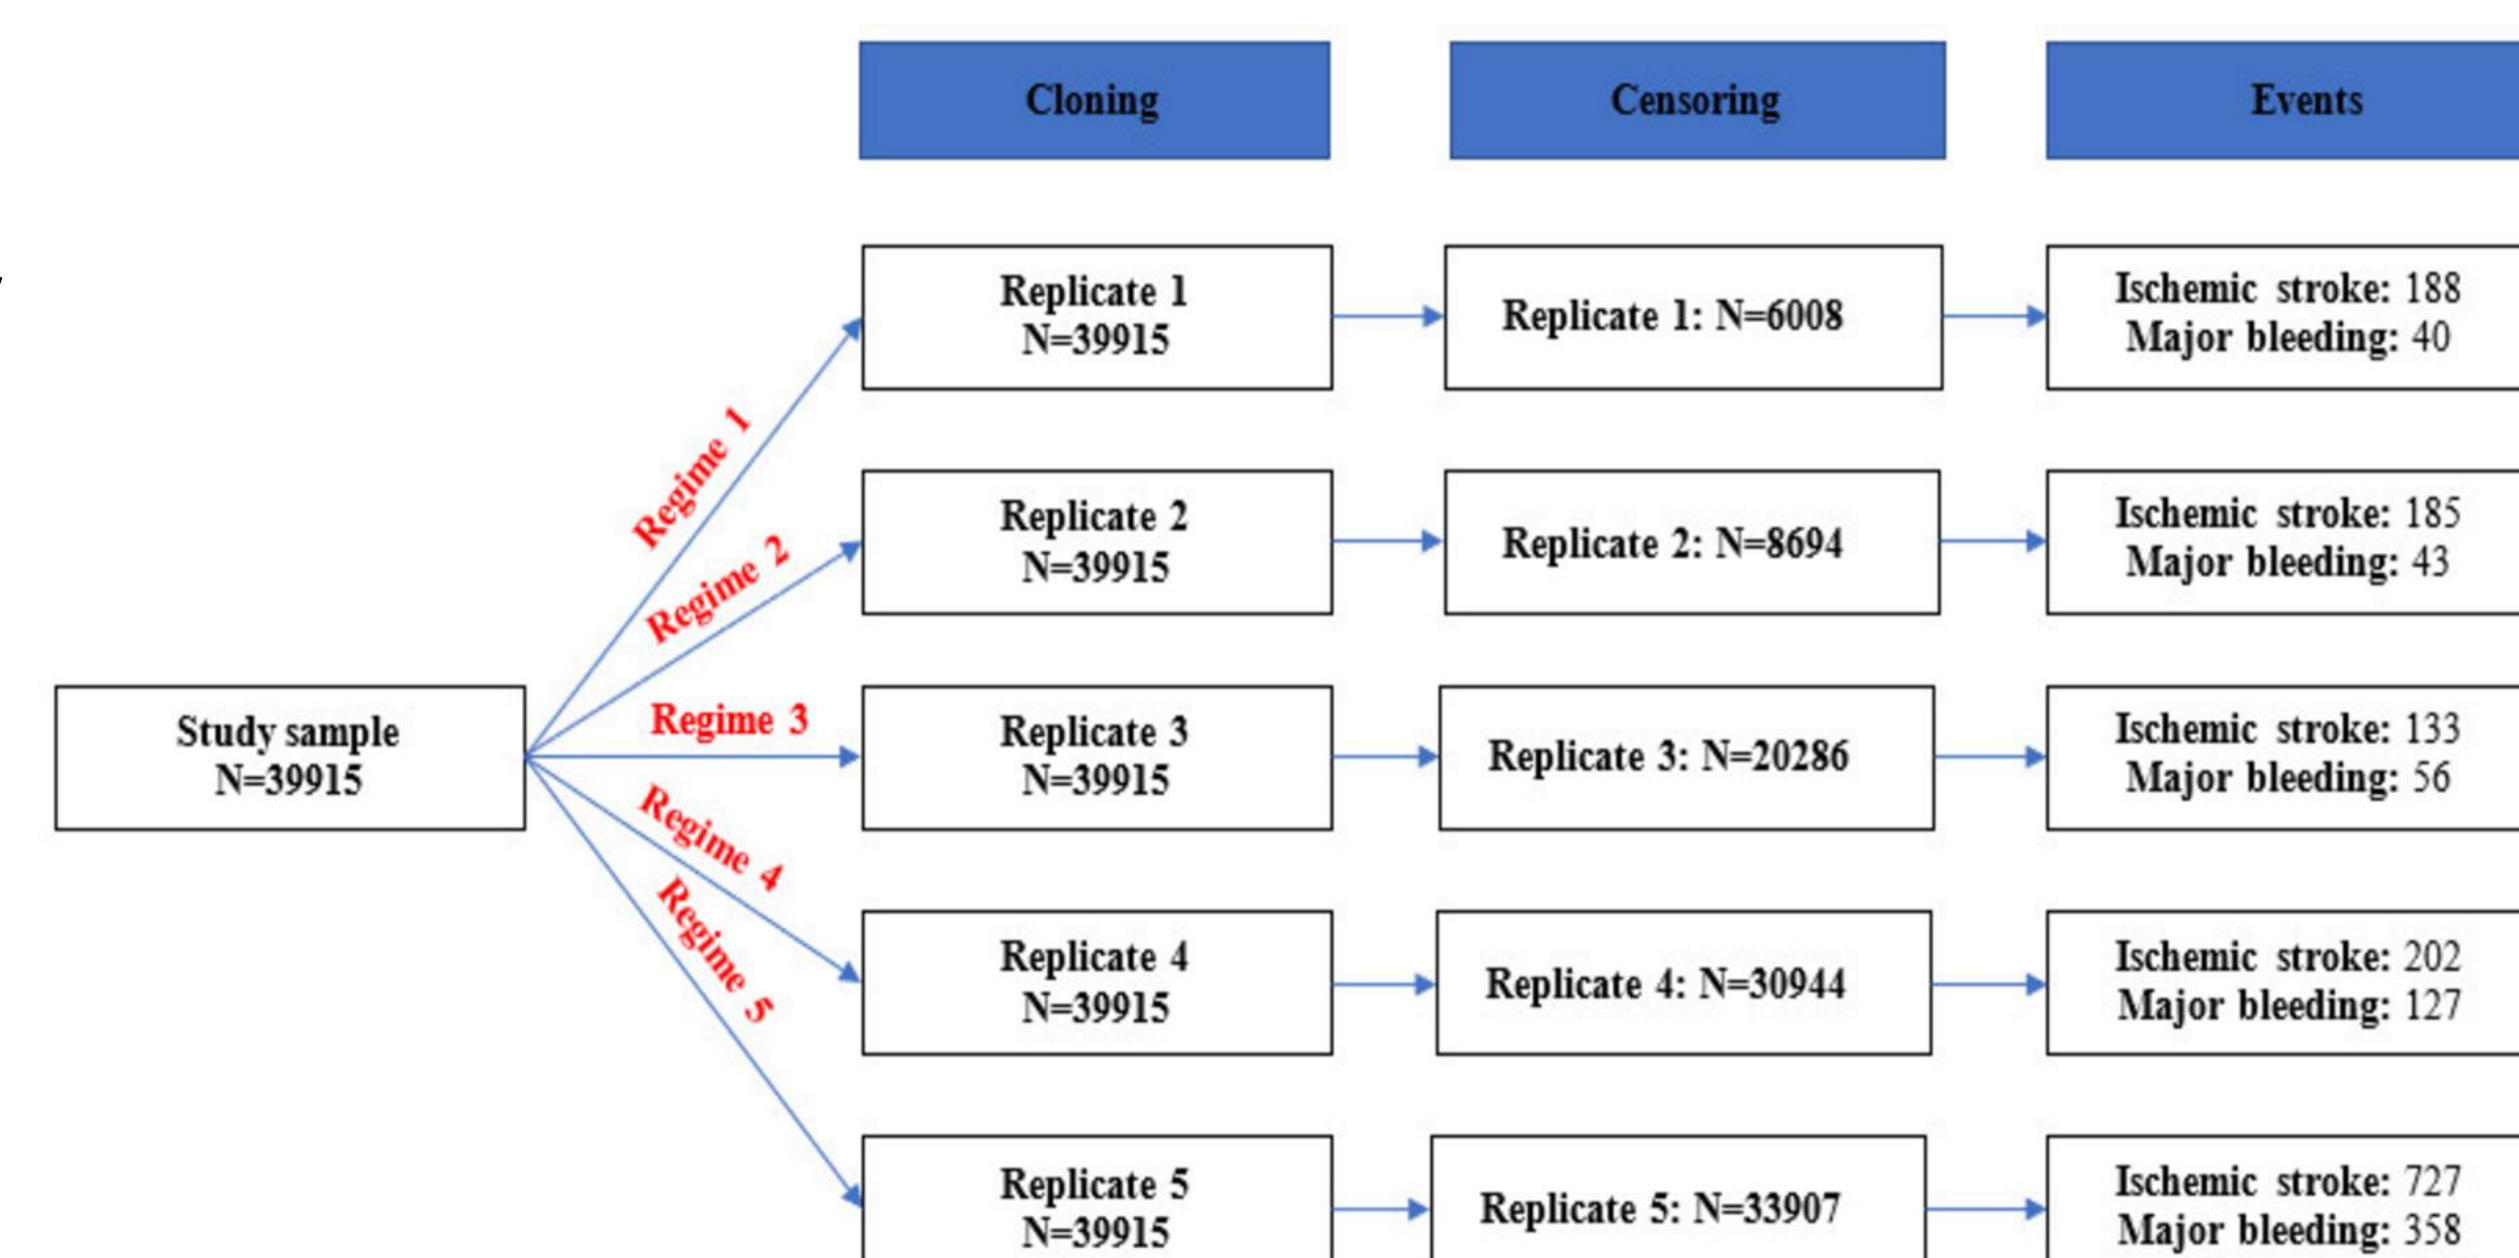 Cloning
Censoring
Events
Replicate 1
N=39915
Replicate 1: N=6008
Ischemic stroke: 188
Major bleeding: 40
Regime 1
Replicate 2
N=39915
Replicate 2: N=8694
Ischemic stroke: 185
Major bleeding: 43
Regime 2
Study sample
N=39915
Regime 3
Replicate 3
N=39915
Replicate 3: N=20286
Ischemic stroke: 133
Major bleeding: 56
Regime 4
Replicate 4
N=39915
Replicate 4: N=30944
Ischemic stroke: 202
Major bleeding: 127
Regime 5
Replicate 5
N=39915
Replicate 5: N=33907
Ischemic stroke: 727
Major bleeding: 358